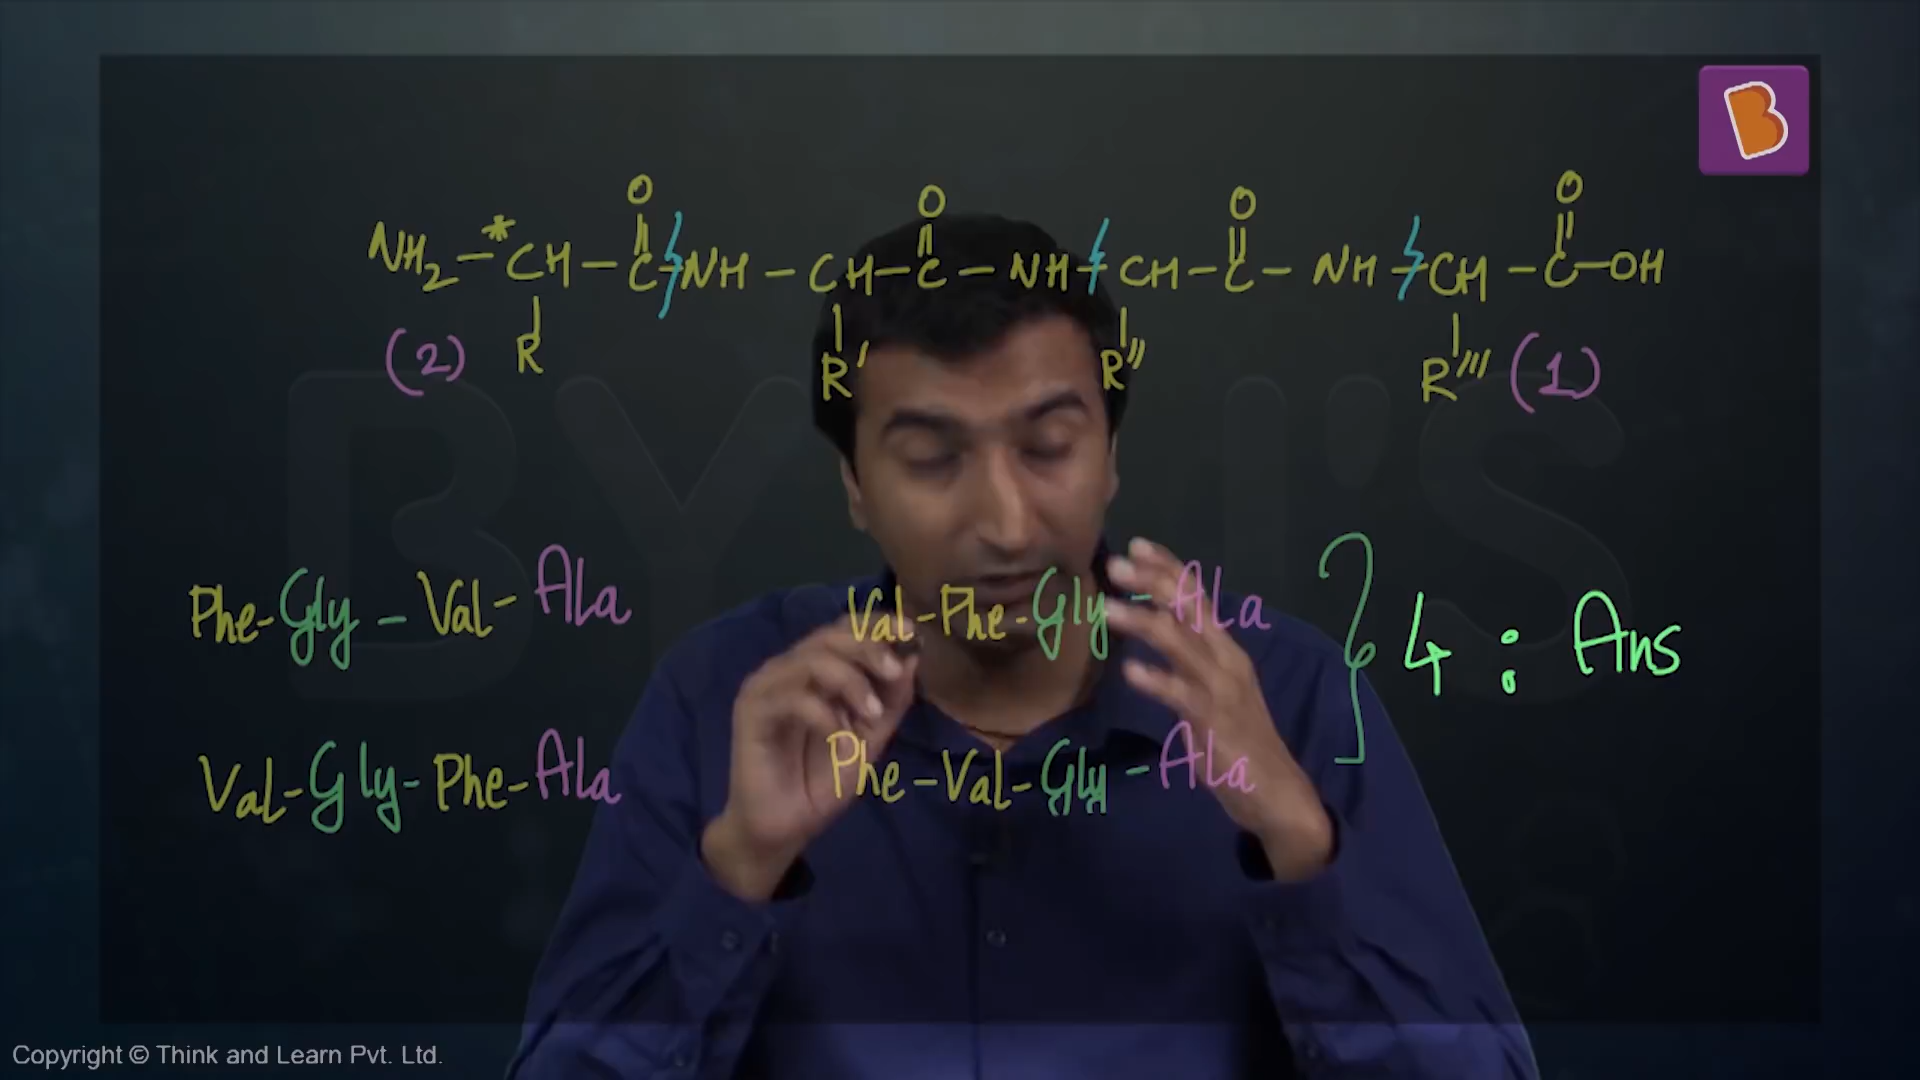 O O O O
NH2 – *CH – C – NH – CH – C – NH – CH – C – NH – CH – C – OH
(2) R R' R'' R''' (1)
Phe-Gly-Val-Ala Val-Phe-Gly-Ala } 4 : Ans
Val-Gly-Phe-Ala Phe-Val-Gly-Ala
BYJU'S
B
Copyright © Think and Learn Pvt. Ltd.